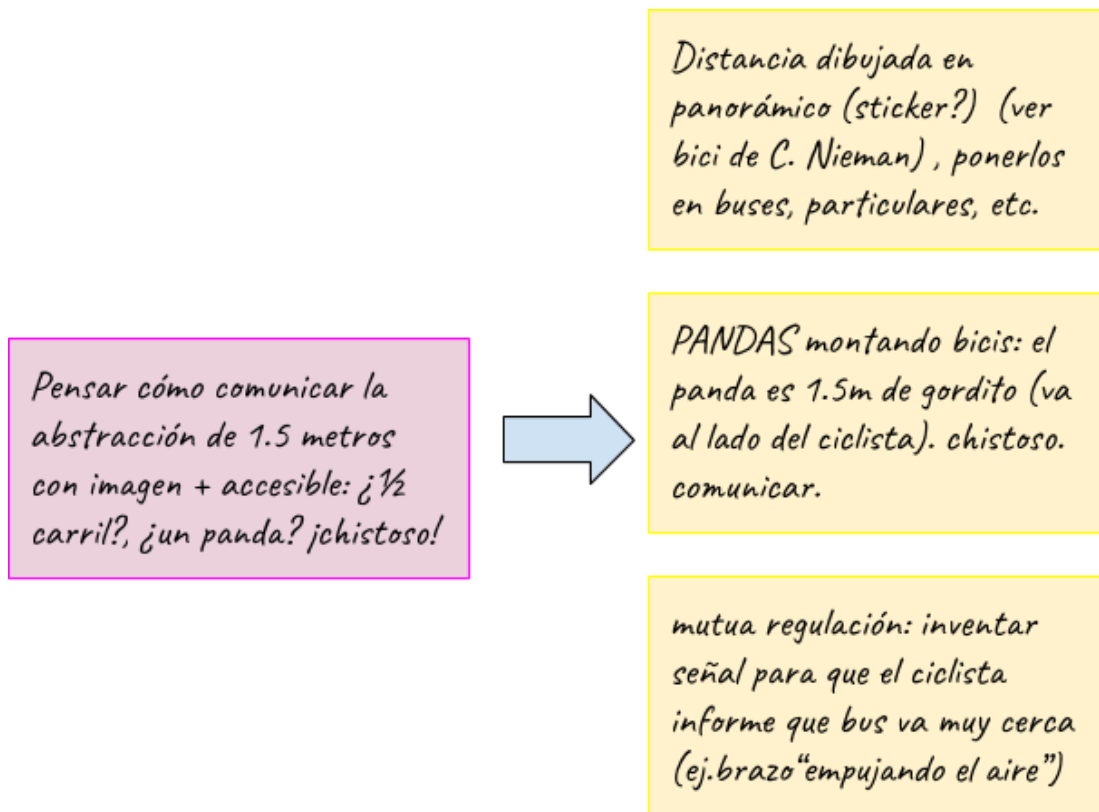 Pensar cómo comunicar la
abstracción de 1.5 metros
con imagen + accesible: ¿½
carril?, ¿un panda? ¡chistoso!
Distancia dibujada en
panorámico (sticker?) (ver
bici de C. Nieman) , ponerlos
en buses, particulares, etc.
PANDAS montando bicis: el
panda es 1.5m de gordito (va
al lado del ciclista). chistoso.
comunicar.
mutua regulación: inventar
señal para que el ciclista
informe que bus va muy cerca
(ej.brazo“empujando el aire”)